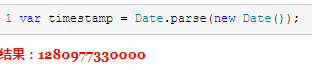 1 var timestamp = Date.parse(new Date());
结果：1280977330000